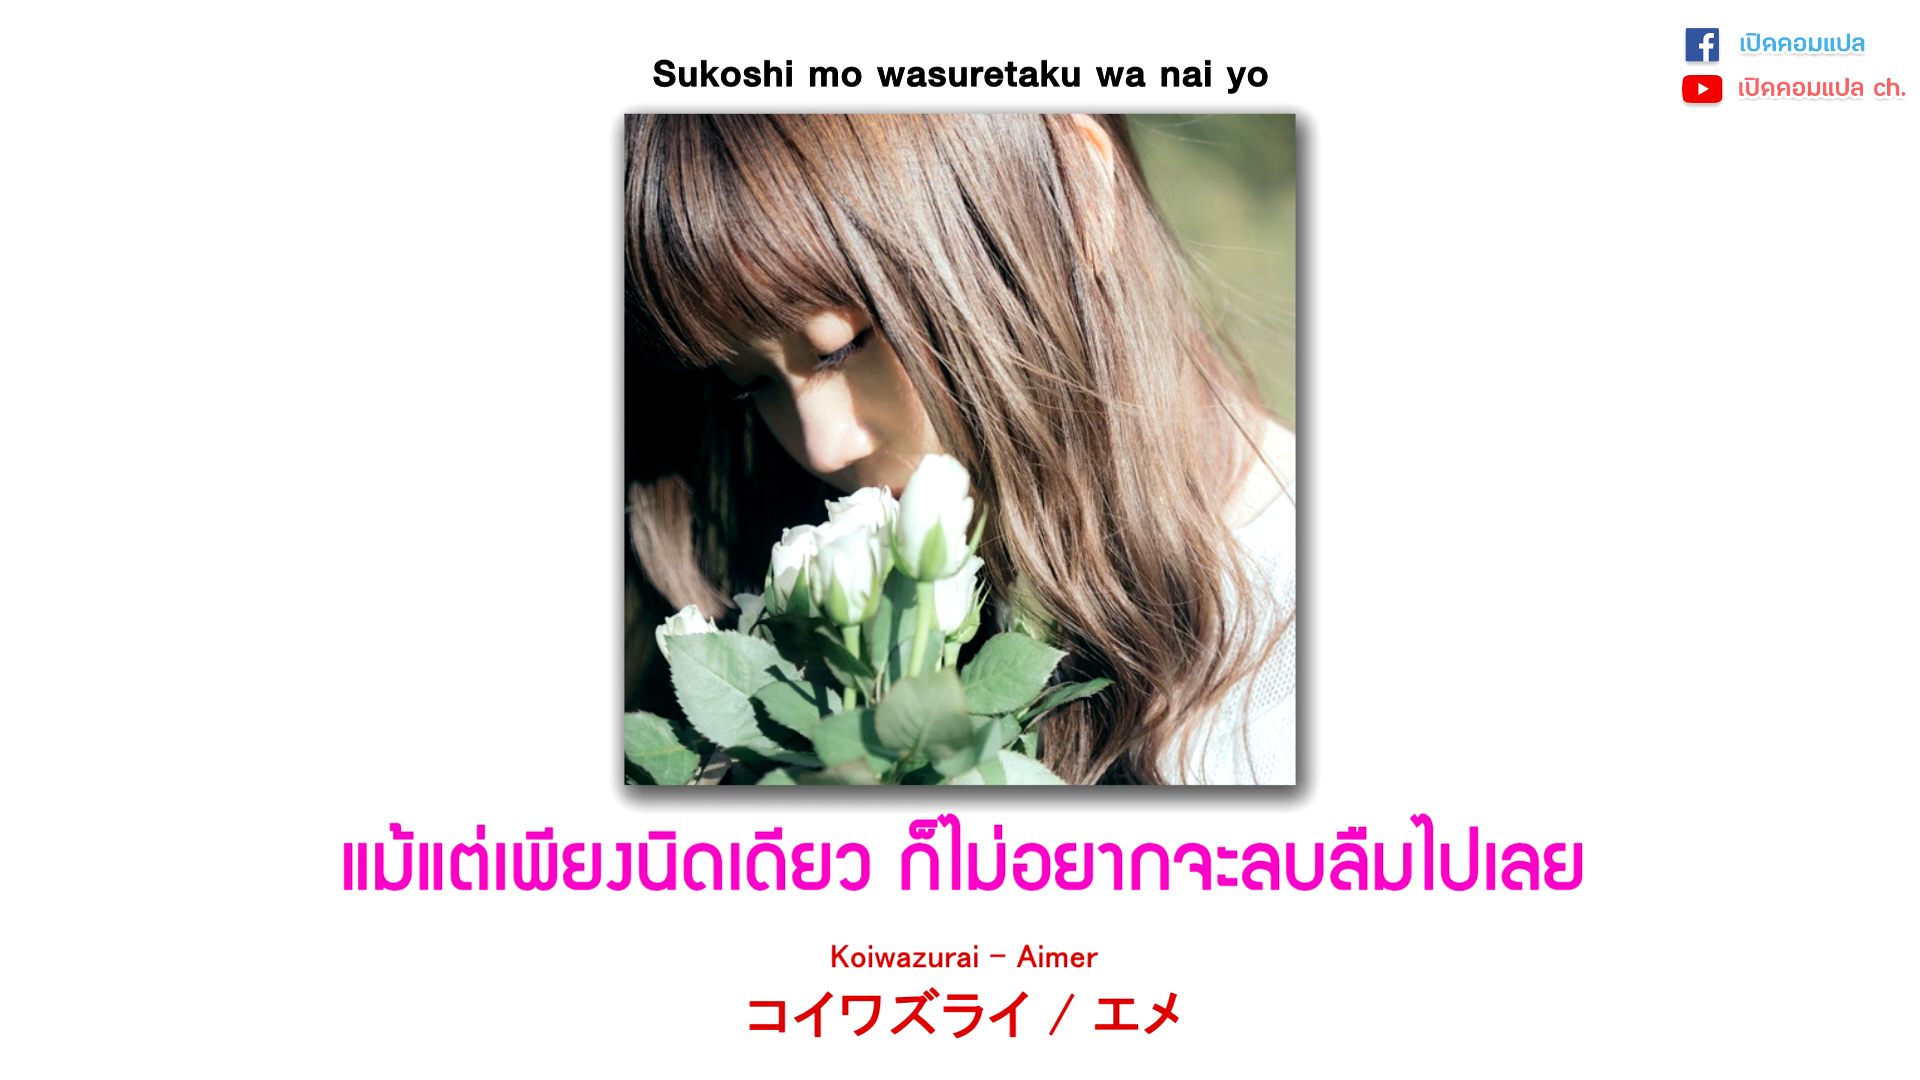 เปิดคอมแปล
เปิดคอมแปล ch.
Sukoshi mo wasuretaku wa nai yo
แม้แต่เพียงนิดเดียว ก็ไม่อยากจะลบลืมไปเลย
Koiwazurai - Aimer
コイワズライ / エメ